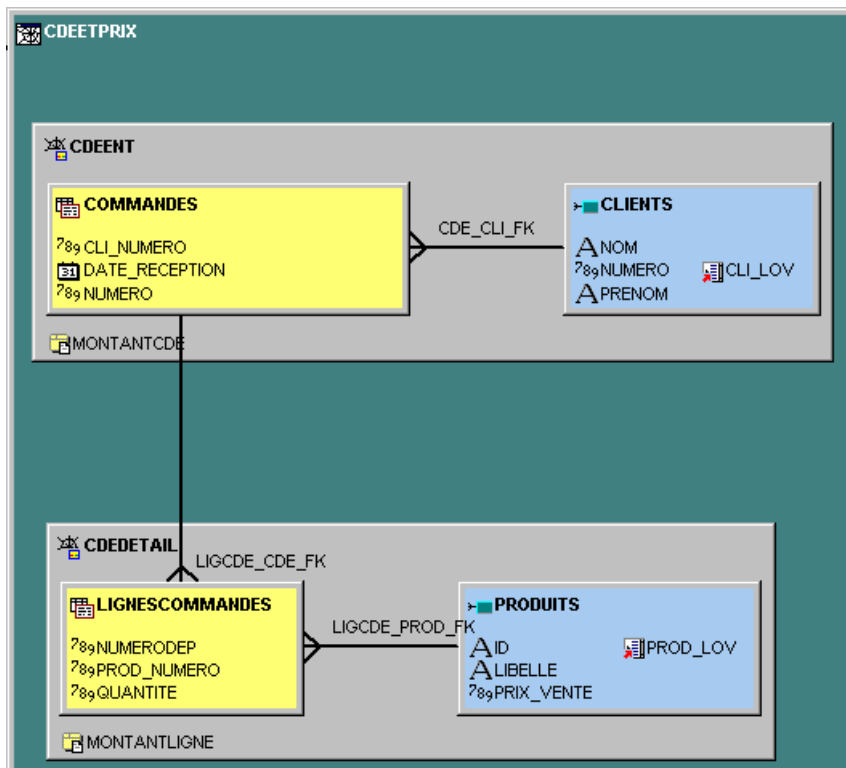 CDEETPRIX
CDEENT
COMMANDES
CLI_NUMERO
DATE_RECEPTION
NUMERO
CDE_CLI_FK
CLIENTS
NOM
NUMERO
CLI_LOV
PRENOM
MONTANTCDE
CDEDETAIL
LIGCDE_CDE_FK
LIGNESCOMMANDES
NUMERODEP
PROD_NUMERO
QUANTITE
LIGCDE_PROD_FK
PRODUITS
ID
PROD_LOV
LIBELLE
PRIX_VENTE
MONTANTLIGNE